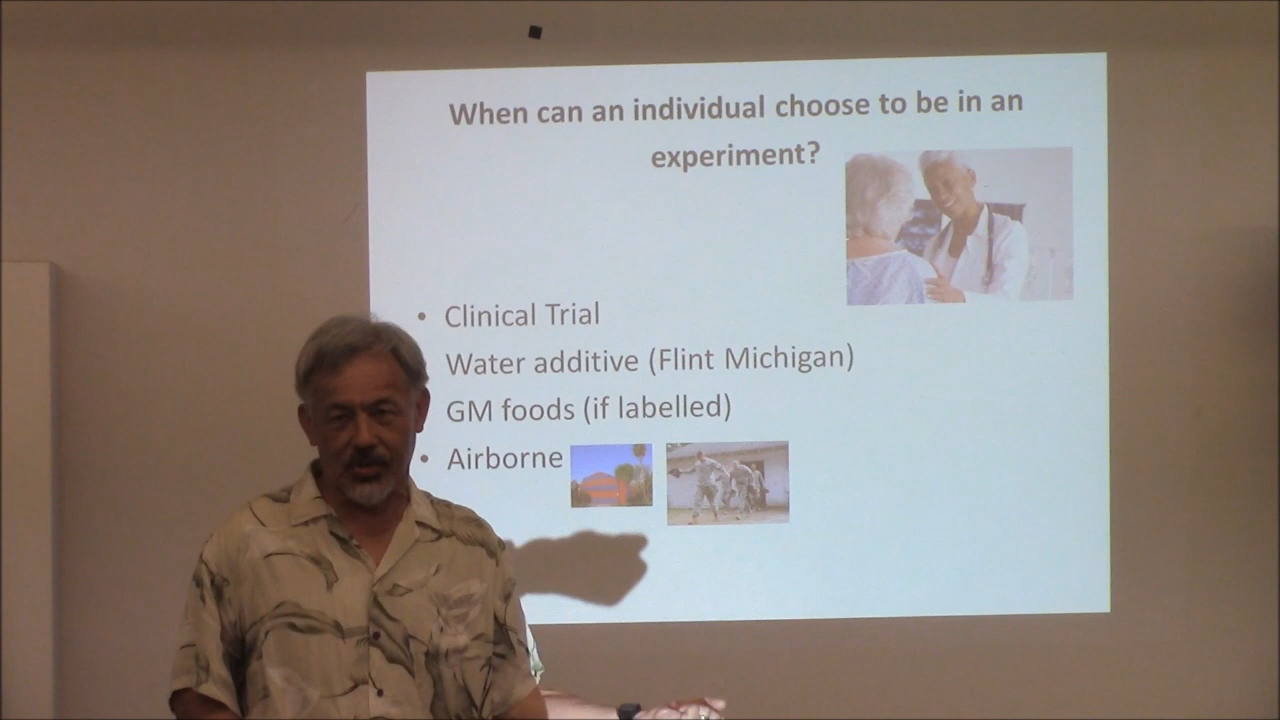 When can an individual choose to be in an
experiment?
• Clinical Trial
Water additive (Flint Michigan)
GM foods (if labelled)
• Airborne